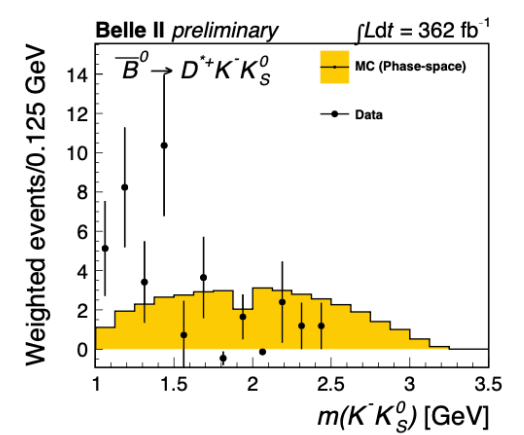 Belle II preliminary ∫Ldt = 362 fb⁻¹
B̅⁰ → D*⁺K⁻K⁰S
MC (Phase-space)
Data
Weighted events/0.125 GeV
14
12
10
8
6
4
2
0
1 1.5 2 2.5 3 3.5
m(K⁻K⁰S) [GeV]